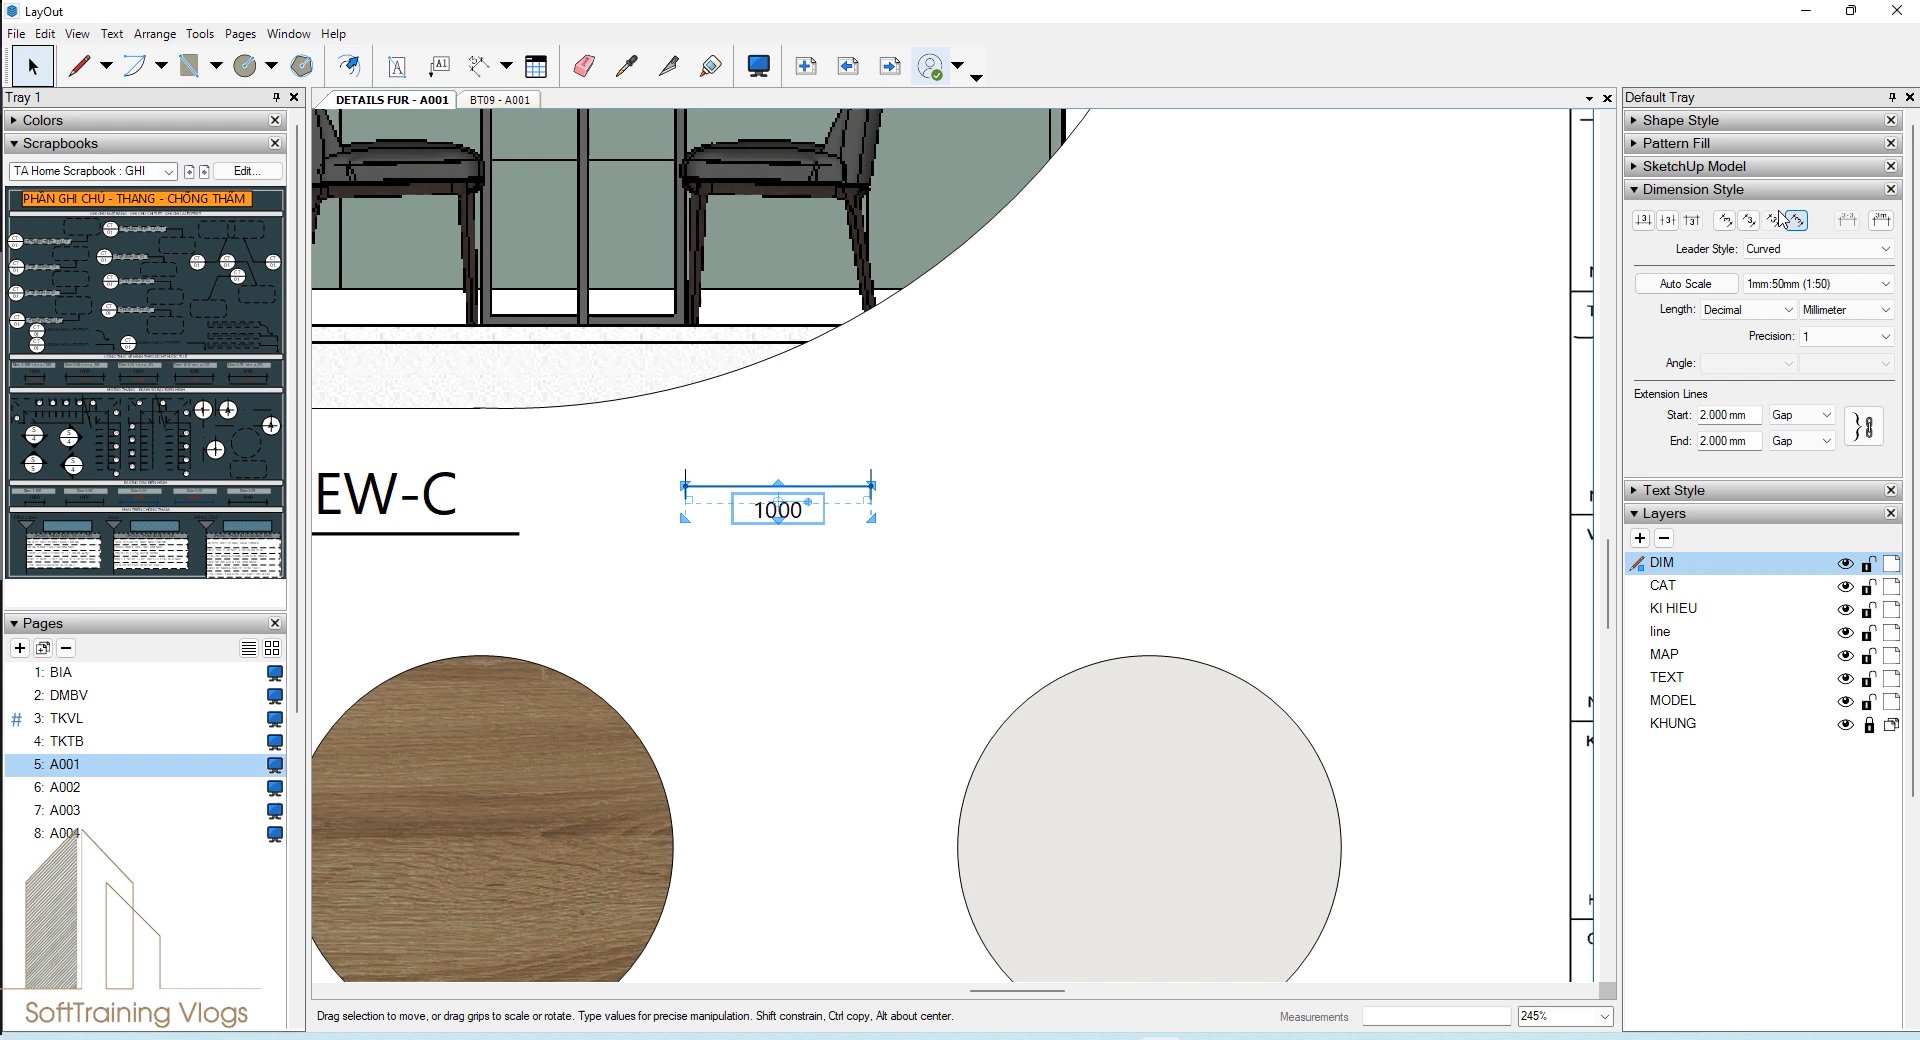 LayOut
File Edit View Text Arrange Tools Pages Window Help
Tray 1
Colors
Scrapbooks
TA Home Scrapbook : GHI Edit...
PHẦN GHI CHÚ - THANG - CHỐNG THẤM
Pages
1: BIA
2: DMBV
# 3: TKVL
4: TKTB
5: A001
6: A002
7: A003
8: A004
SoftTraining Vlogs
DETAILS FUR - A001 BT09 - A001
EW-C
1000
Drag selection to move, or drag grips to scale or rotate. Type values for precise manipulation. Shift constrain, Ctrl copy, Alt about center.
Measurements 245%
Default Tray
Shape Style
Pattern Fill
SketchUp Model
Dimension Style
Leader Style: Curved
Auto Scale 1mm:50mm (1:50)
Length: Decimal Millimeter
Precision: 1
Angle:
Extension Lines
Start: 2.000 mm Gap
End: 2.000 mm Gap
Text Style
Layers
DIM
CAT
KI HIEU
line
MAP
TEXT
MODEL
KHUNG